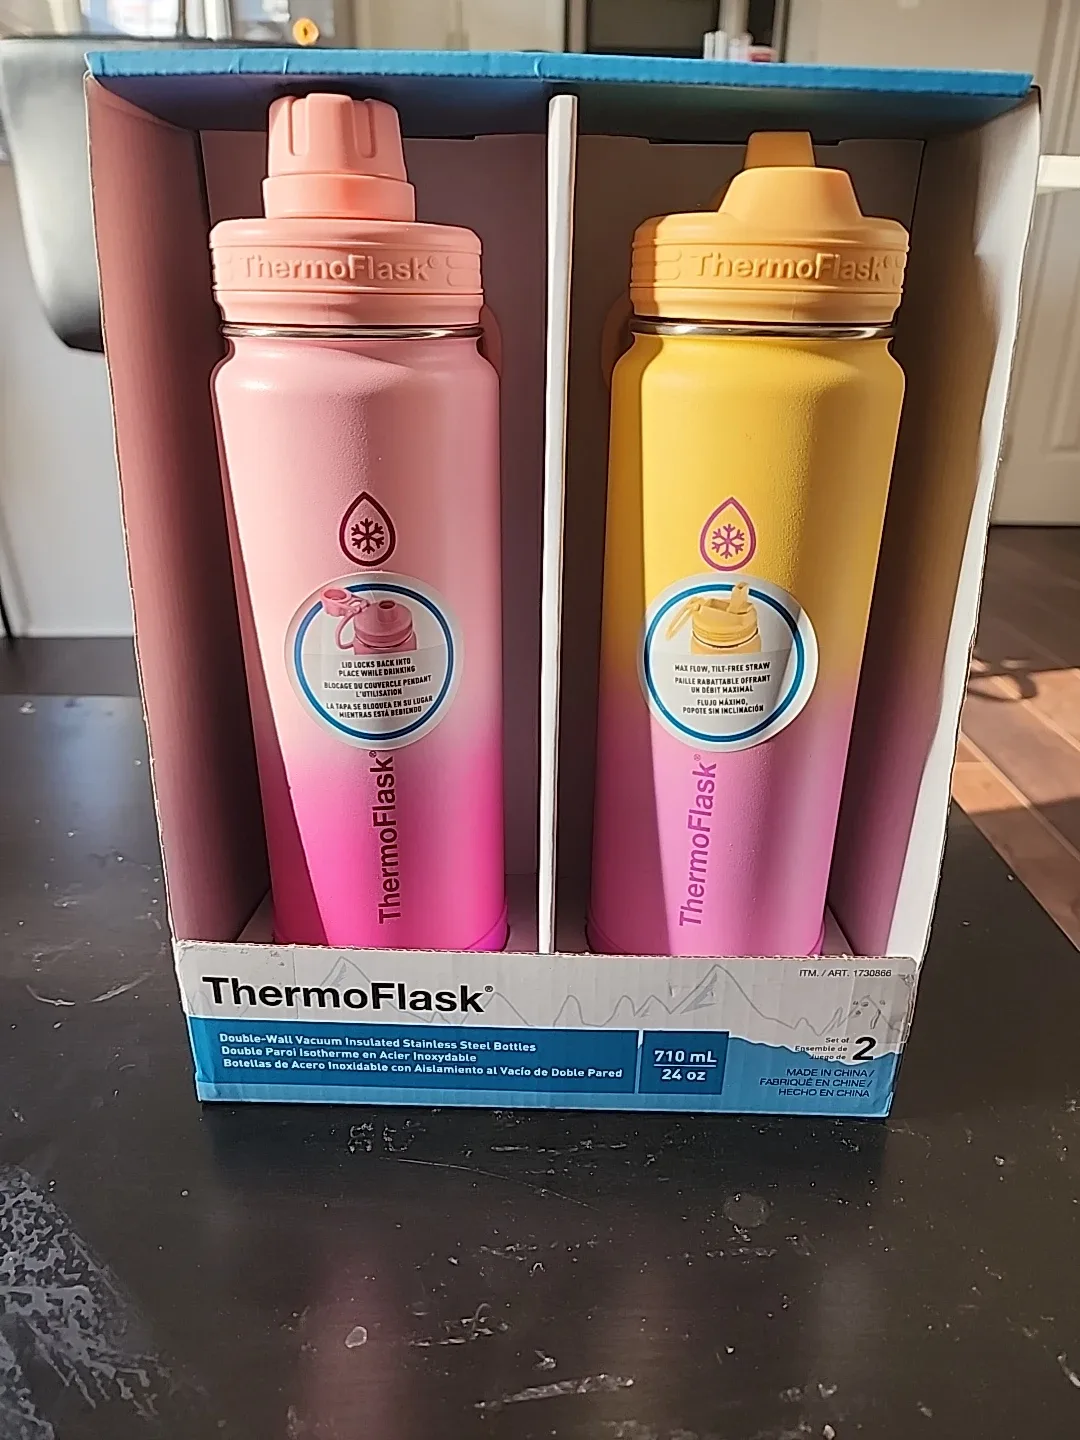 ThermoFlask®
ThermoFlask®
LID LOCKS BACK INTO
PLACE WHILE DRINKING
BLOCAGE DU COUVERCLE PENDANT
L'UTILISATION
LA TAPA SE BLOQUEA EN SU LUGAR
MIENTRAS ESTÁ BEBIENDO
MAX FLOW, TILT-FREE STRAW
PAILLE RABATTABLE OFFRANT
UN DÉBIT MAXIMAL
FLUJO MÁXIMO,
POPOTE SIN INCLINACIÓN
ThermoFlask®
ThermoFlask®
ITM. / ART. 1730866
ThermoFlask®
Double-Wall Vacuum Insulated Stainless Steel Bottles
Double Paroi Isotherme en Acier Inoxydable
Botellas de Acero Inoxidable con Aislamiento al Vacío de Doble Pared
710 mL
24 oz
Set of
Ensemble de
Juego de
2
MADE IN CHINA /
FABRIQUÉ EN CHINE /
HECHO EN CHINA